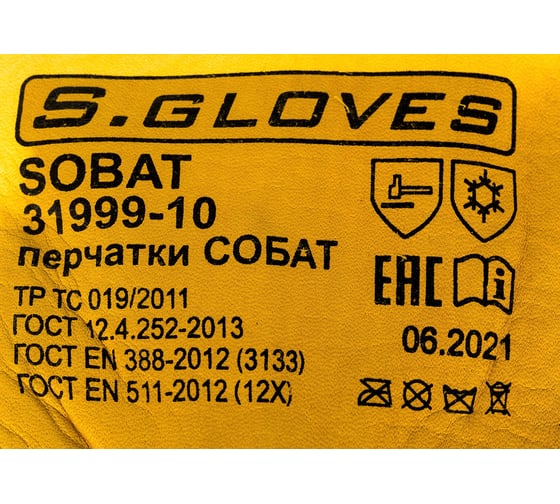 S.GLOVES
SOBAT
31999-10
перчатки СОБАТ
ТР ТС 019/2011
ГОСТ 12.4.252-2013
ГОСТ EN 388-2012 (3133)
ГОСТ EN 511-2012 (12X)
EAC
i
06.2021